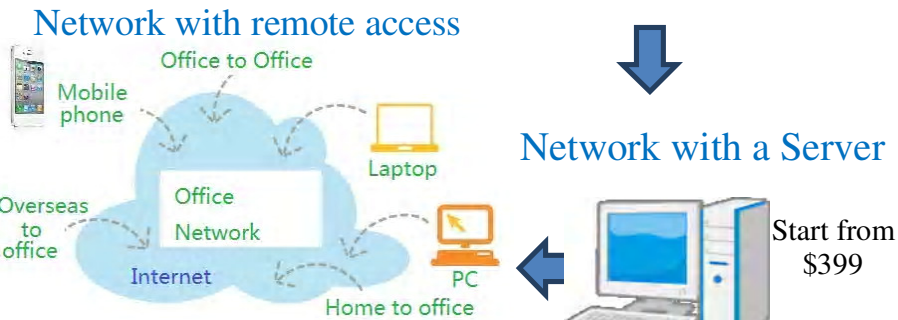 Network with remote access
Office to Office
Mobile
phone
Laptop
Network with a Server
Office
Network
Overseas
to
office
Internet
PC
Home to office
Start from
$399